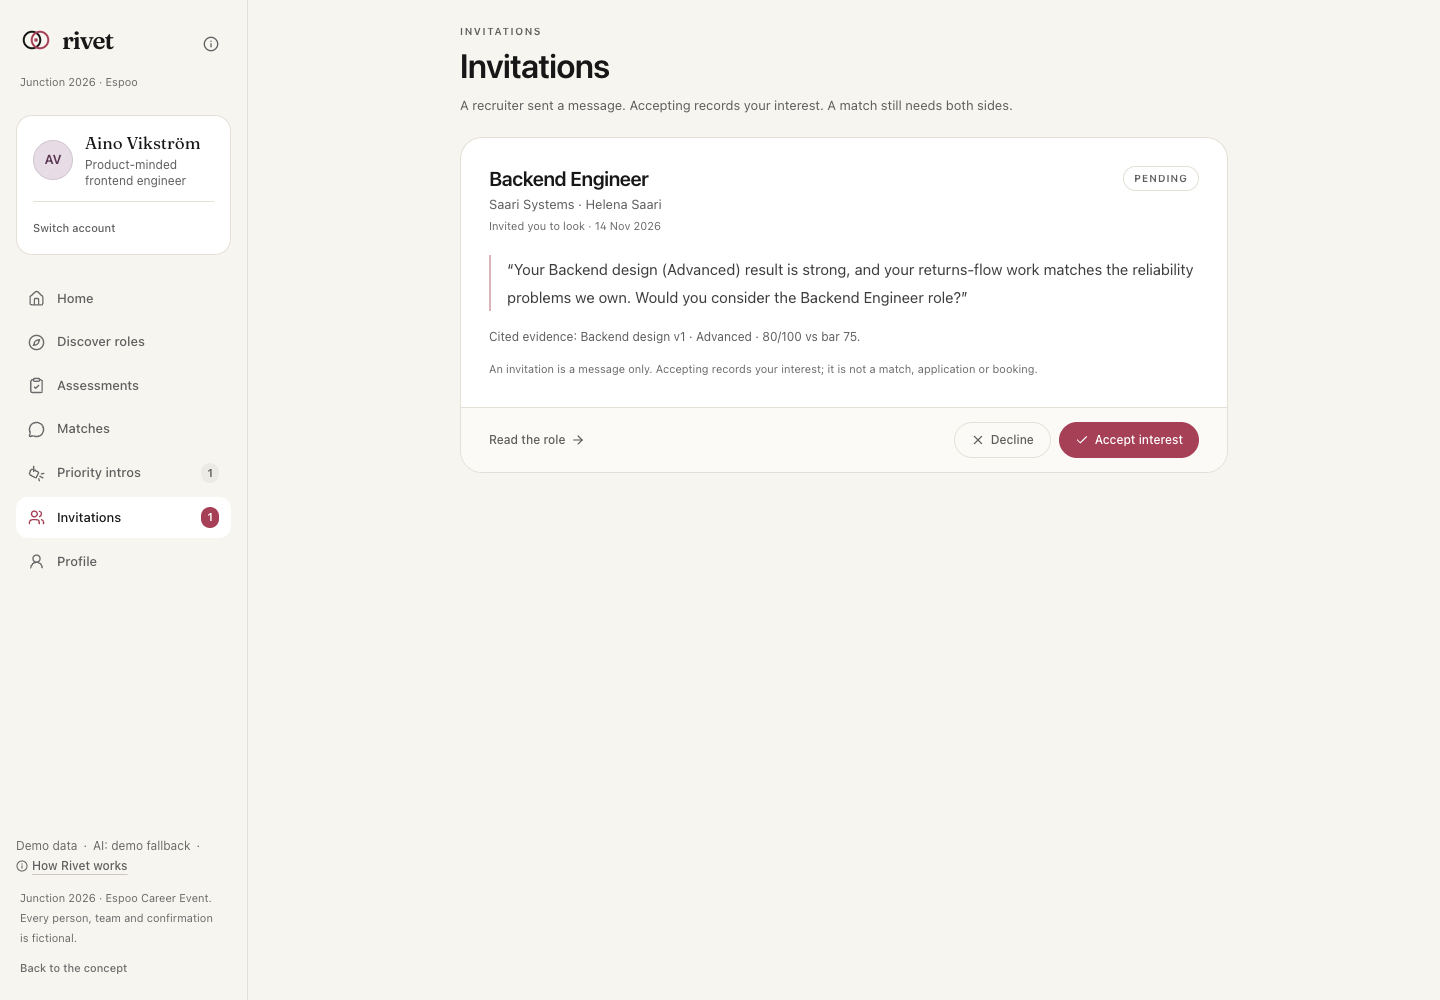 rivet
Junction 2026 · Espoo
AV
Aino Vikström
Product-minded
frontend engineer
Switch account
Home
Discover roles
Assessments
Matches
Priority intros 1
Invitations 1
Profile
Demo data · AI: demo fallback ·
How Rivet works
Junction 2026 · Espoo Career Event.
Every person, team and confirmation
is fictional.
Back to the concept
INVITATIONS
Invitations
A recruiter sent a message. Accepting records your interest. A match still needs both sides.
Backend Engineer
PENDING
Saari Systems · Helena Saari
Invited you to look · 14 Nov 2026
“Your Backend design (Advanced) result is strong, and your returns-flow work matches the reliability
problems we own. Would you consider the Backend Engineer role?”
Cited evidence: Backend design v1 · Advanced · 80/100 vs bar 75.
An invitation is a message only. Accepting records your interest; it is not a match, application or booking.
Read the role →
Decline
Accept interest